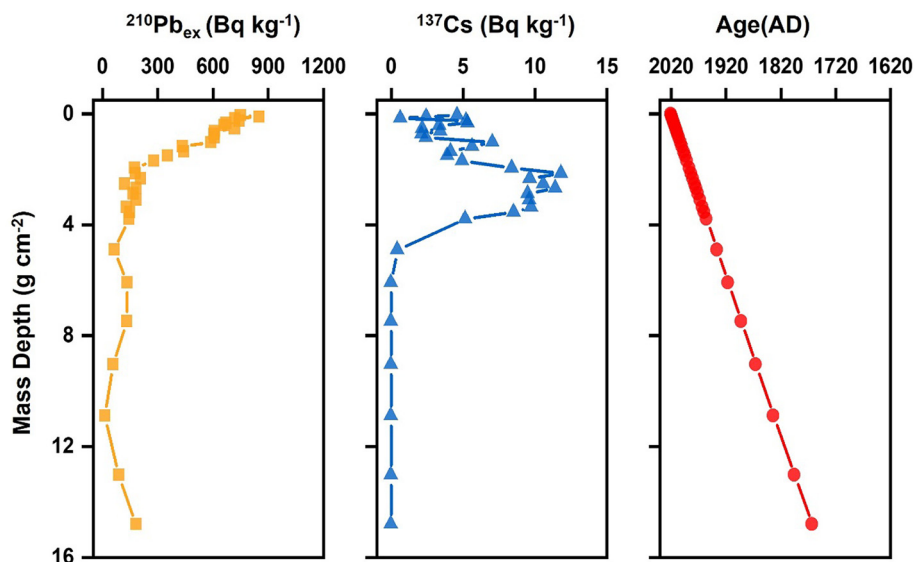 ²¹⁰Pbₑₓ (Bq kg⁻¹) ¹³⁷Cs (Bq kg⁻¹) Age(AD)
0 300 600 900 1200 0 5 10 15 2020 1920 1820 1720 1620
0
4
8
12
16
Mass Depth (g cm⁻²)